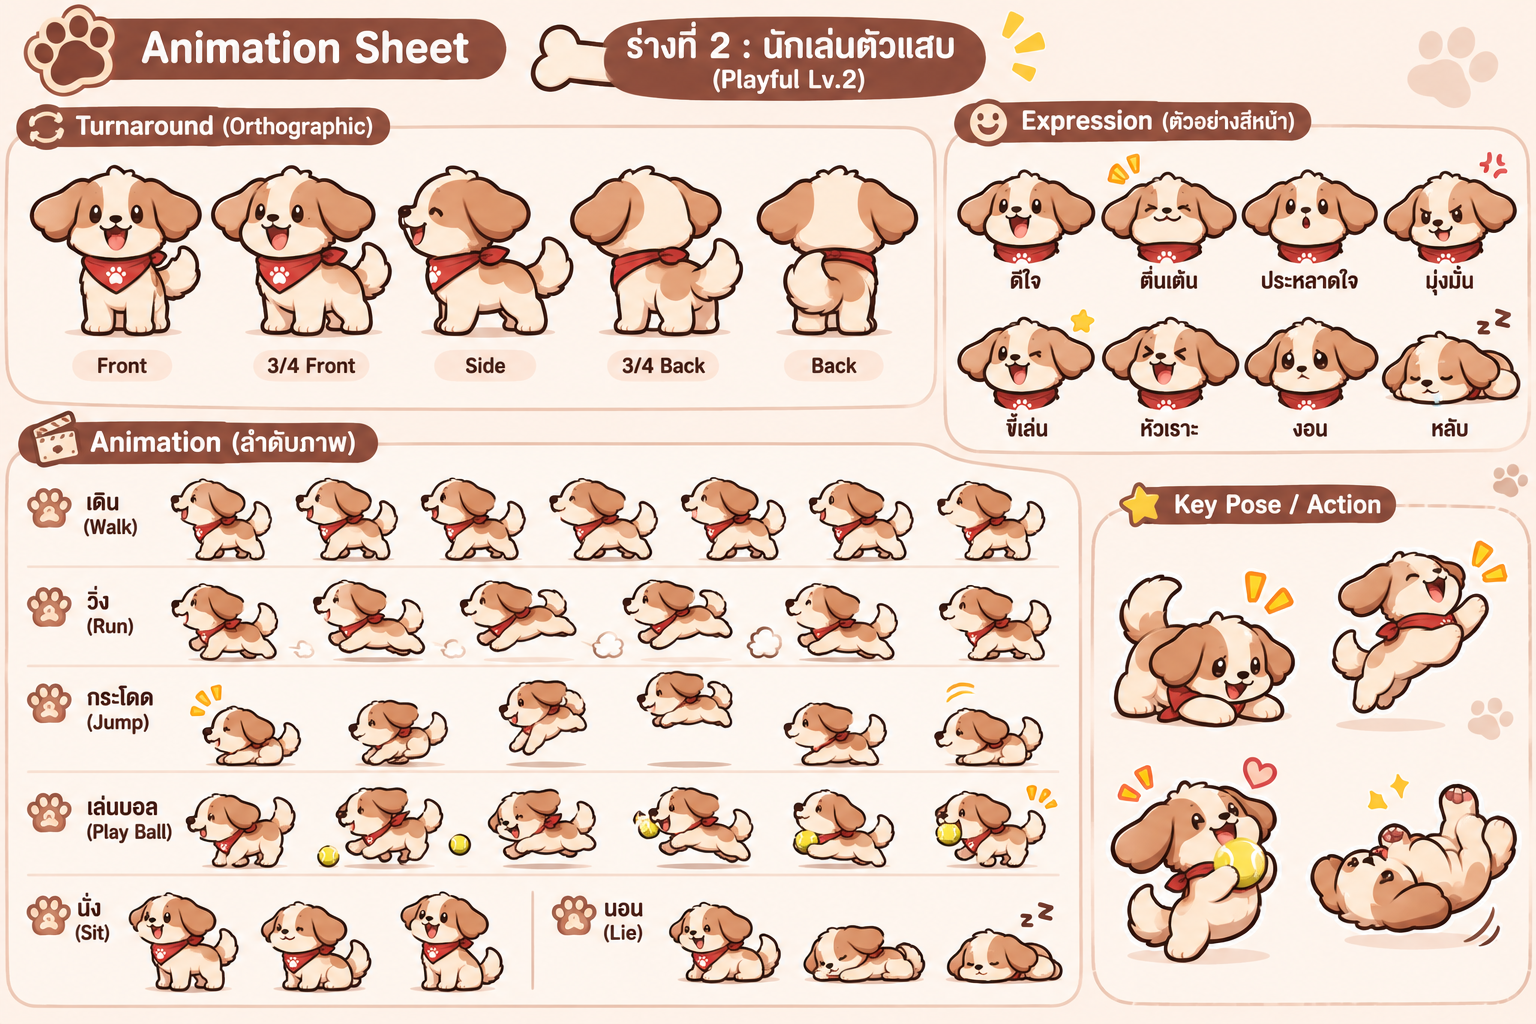 Animation Sheet
ร่างที่ 2 : นักเล่นตัวแสบ
(Playful Lv.2)
Turnaround (Orthographic)
Front
3/4 Front
Side
3/4 Back
Back
Expression (ตัวอย่างสีหน้า)
ดีใจ
ตื่นเต้น
ประหลาดใจ
มุ่งมั่น
ขี้เล่น
หัวเราะ
งอน
z Z
หลับ
Animation (ลำดับภาพ)
เดิน
(Walk)
วิ่ง
(Run)
กระโดด
(Jump)
เล่นบอล
(Play Ball)
นั่ง
(Sit)
นอน
(Lie)
z Z
Key Pose / Action